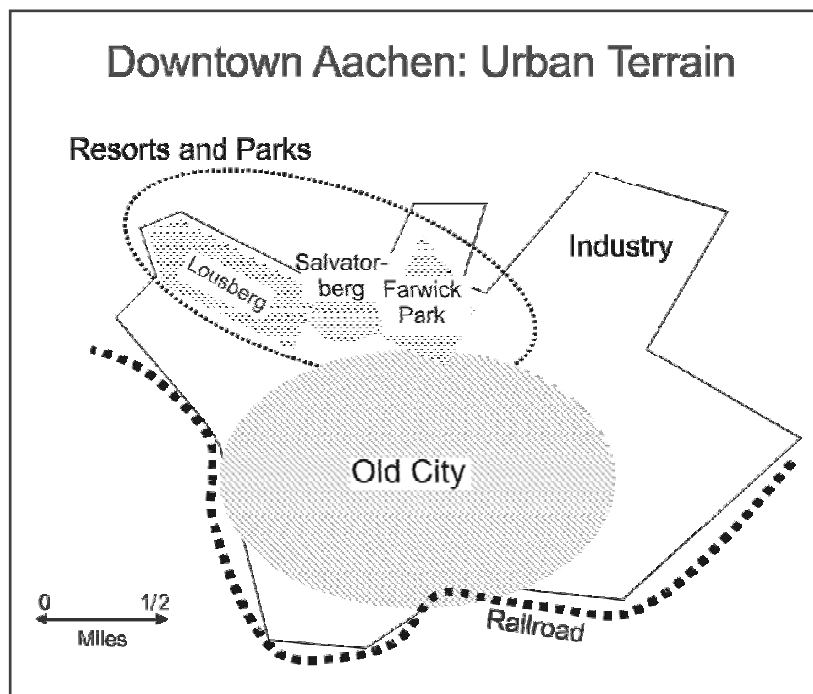 Downtown Aachen: Urban Terrain
Resorts and Parks
Industry
Salvator-
berg
Lousberg
Farwick
Park
Old City
0 1/2
Miles
Railroad